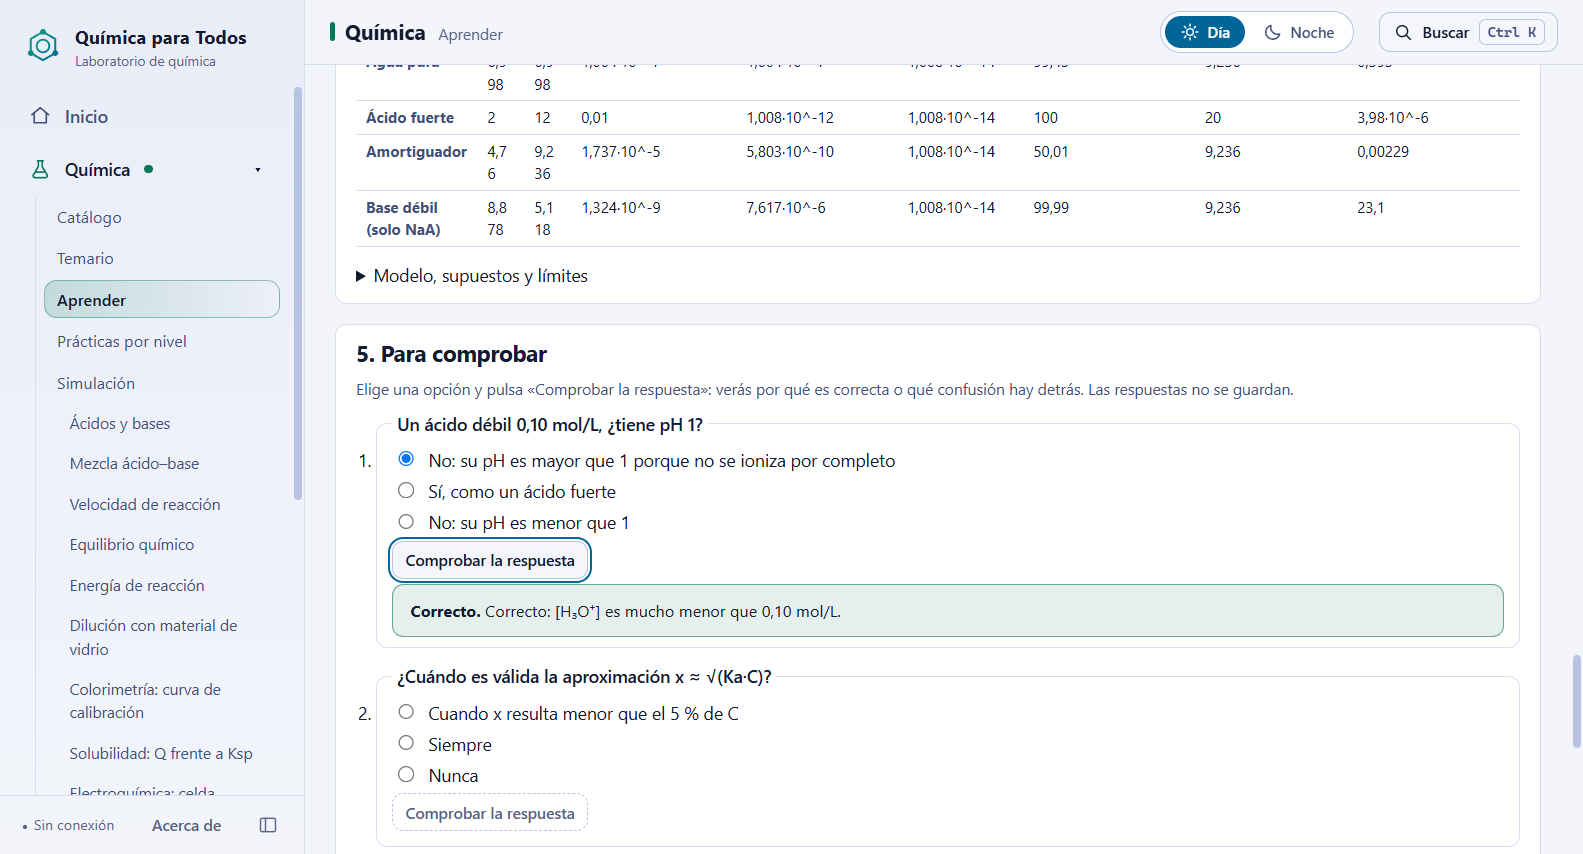 Química para Todos
Laboratorio de química
Inicio
Química
Catálogo
Temario
Aprender
Prácticas por nivel
Simulación
Ácidos y bases
Mezcla ácido–base
Velocidad de reacción
Equilibrio químico
Energía de reacción
Dilución con material de
vidrio
Colorimetría: curva de
calibración
Solubilidad: Q frente a Ksp
Electroquímica: celda
Sin conexión
Acerca de
Química Aprender
Día
Noche
Buscar Ctrl K
98 98
Ácido fuerte 2 12 0,01 1,008·10^-12 1,008·10^-14 100 20 3,98·10^-6
Amortiguador 4,7 9,2 1,737·10^-5 5,803·10^-10 1,008·10^-14 50,01 9,236 0,00229
6 36
Base débil 8,8 5,1 1,324·10^-9 7,617·10^-6 1,008·10^-14 99,99 9,236 23,1
(solo NaA) 78 18
Modelo, supuestos y límites
5. Para comprobar
Elige una opción y pulsa «Comprobar la respuesta»: verás por qué es correcta o qué confusión hay detrás. Las respuestas no se guardan.
Un ácido débil 0,10 mol/L, ¿tiene pH 1?
1.
No: su pH es mayor que 1 porque no se ioniza por completo
Sí, como un ácido fuerte
No: su pH es menor que 1
Comprobar la respuesta
Correcto. Correcto: [H₃O⁺] es mucho menor que 0,10 mol/L.
¿Cuándo es válida la aproximación x ≈ √(Ka·C)?
2.
Cuando x resulta menor que el 5 % de C
Siempre
Nunca
Comprobar la respuesta